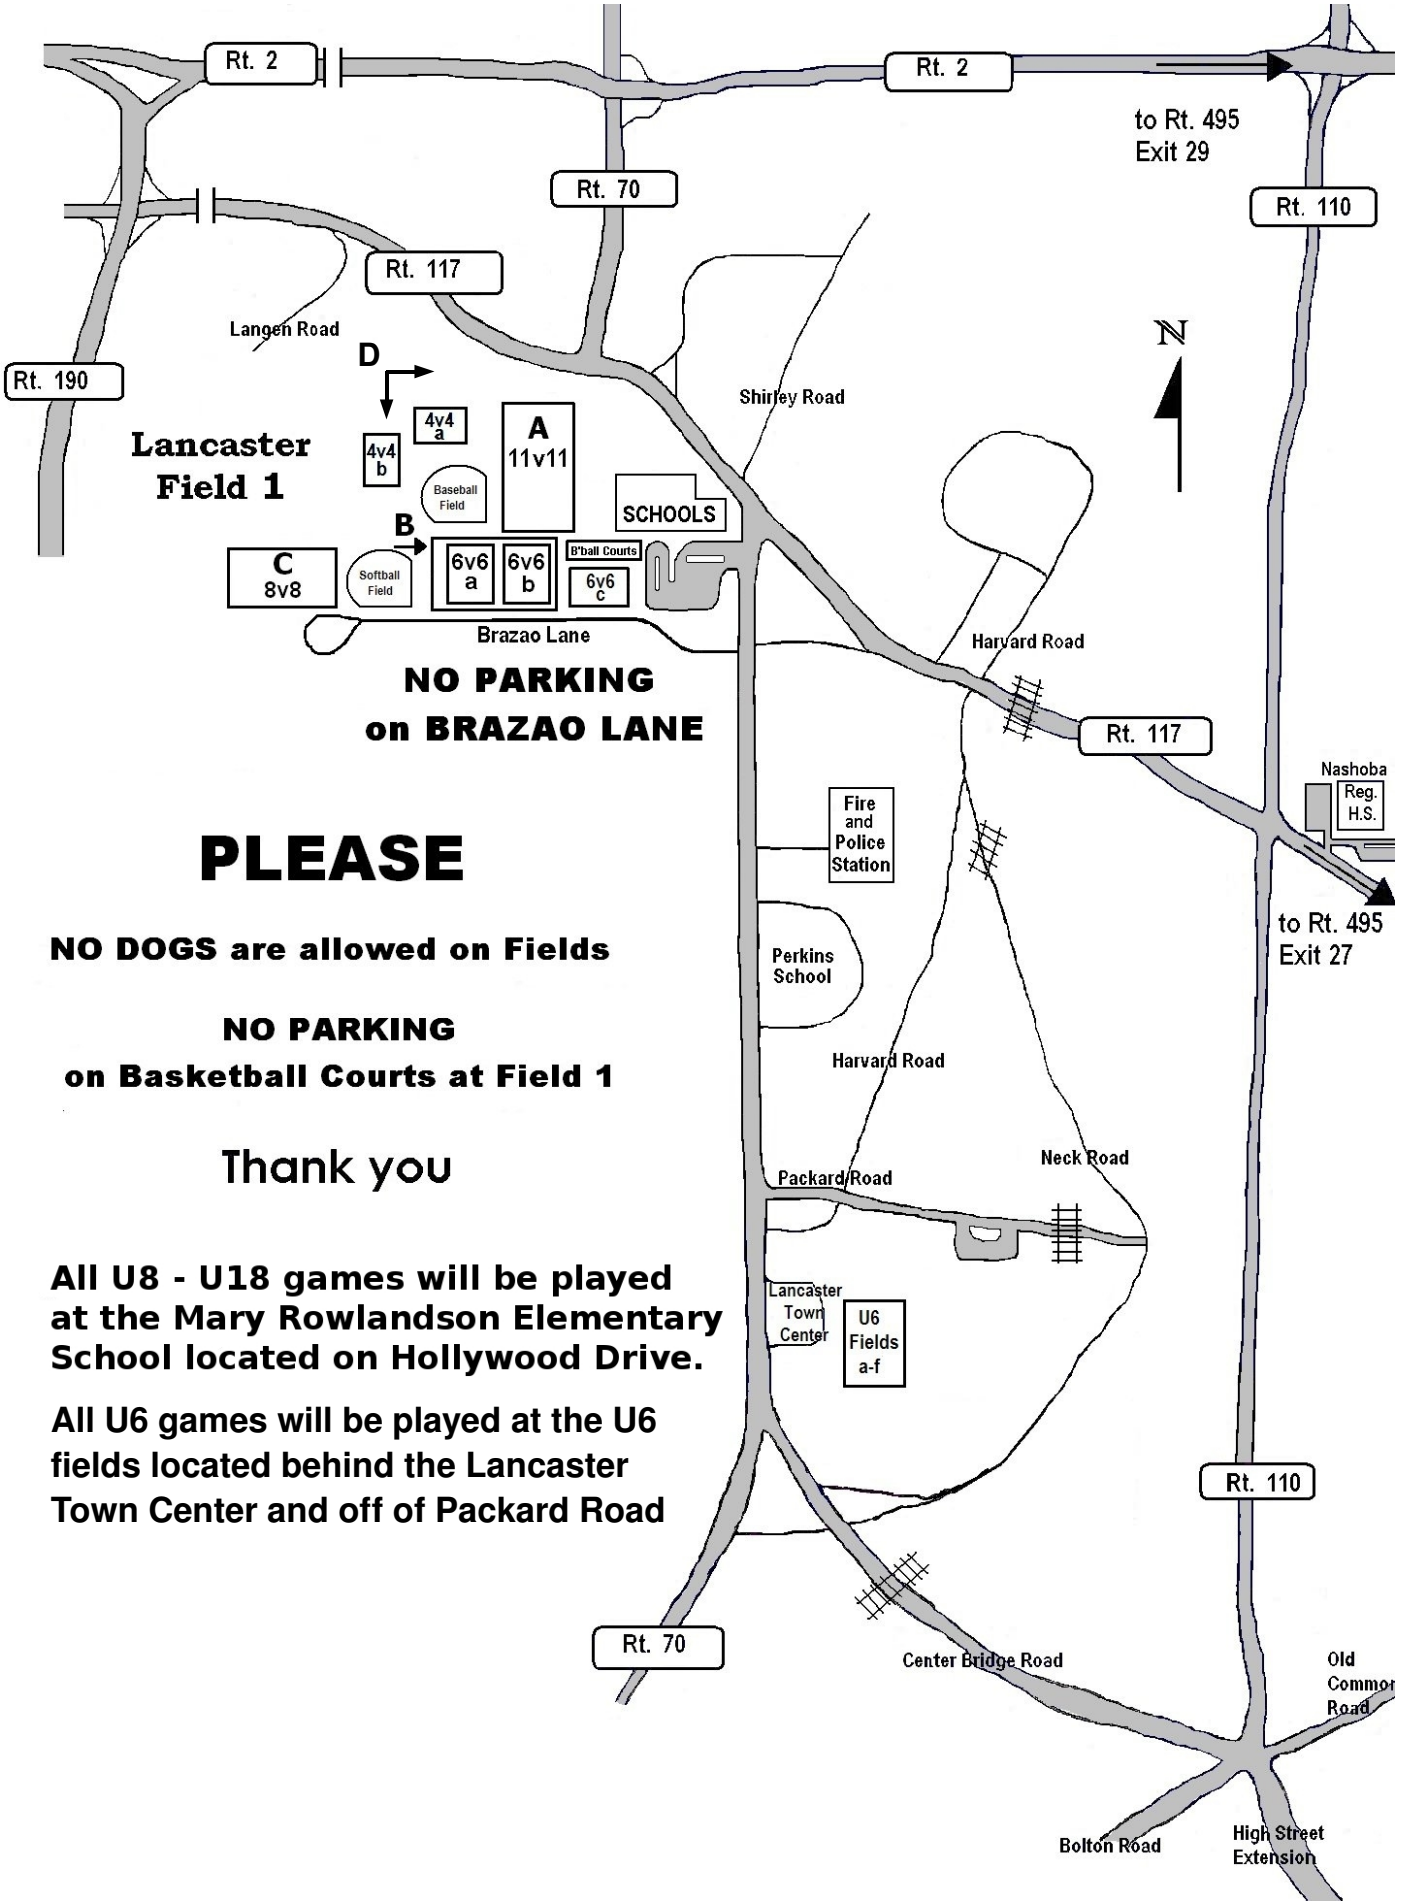 Rt. 2
Rt. 2
to Rt. 495
Exit 29
Rt. 70
Rt. 110
Rt. 117
Langen Road
N
Rt. 190
D
Shirley Road
Lancaster
Field 1
4v4
a
4v4
b
A
11v11
Baseball
Field
SCHOOLS
B
C
8v8
Softball
Field
6v6
a
6v6
b
B'ball Courts
6v6
c
Brazao Lane
Harvard Road
NO PARKING
on BRAZAO LANE
Rt. 117
Nashoba
Reg.
H.S.
Fire
and
Police
Station
PLEASE
to Rt. 495
Exit 27
NO DOGS are allowed on Fields
Perkins
School
NO PARKING
on Basketball Courts at Field 1
Harvard Road
Thank you
Neck Road
Packard Road
All U8 - U18 games will be played
at the Mary Rowlandson Elementary
School located on Hollywood Drive.
Lancaster
Town
Center
U6
Fields
a-f
All U6 games will be played at the U6
fields located behind the Lancaster
Town Center and off of Packard Road
Rt. 110
Rt. 70
Center Bridge Road
Old
Common
Road
Bolton Road
High Street
Extension